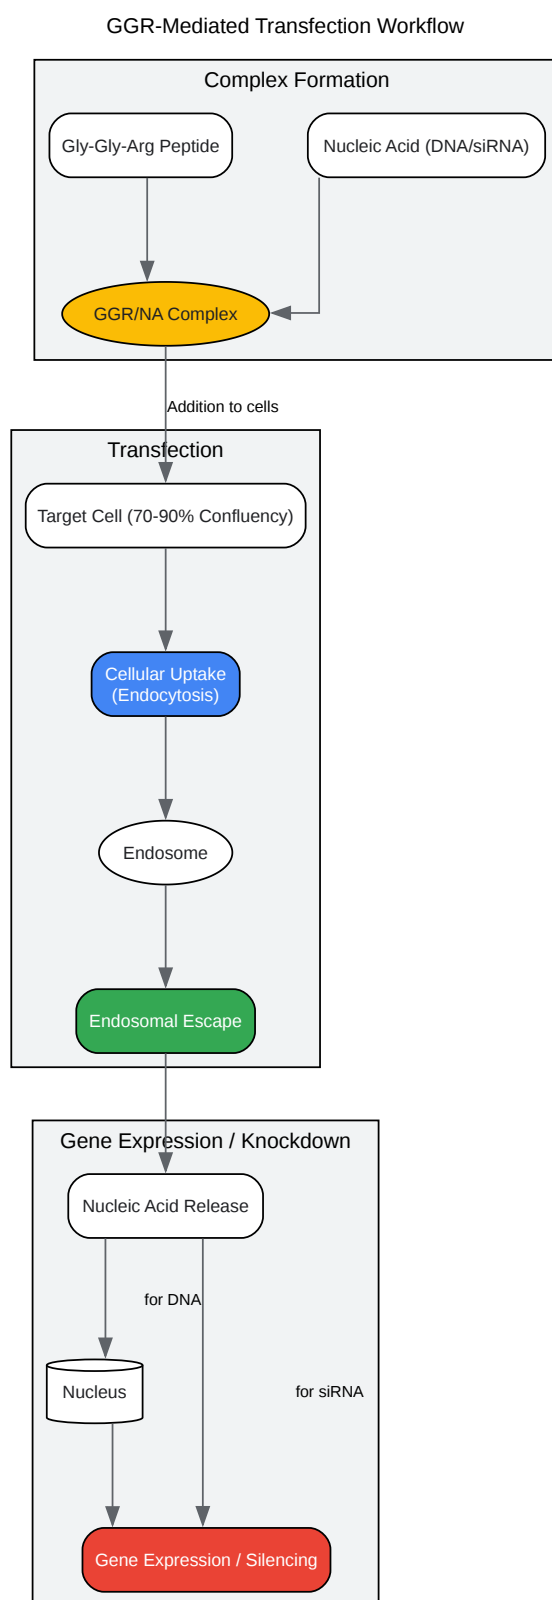 GGR-Mediated Transfection Workflow
Complex Formation
Gly-Gly-Arg Peptide
Nucleic Acid (DNA/siRNA)
GGR/NA Complex
Addition to cells
Transfection
Target Cell (70-90% Confluency)
Cellular Uptake
(Endocytosis)
Endosome
Endosomal Escape
Gene Expression / Knockdown
Nucleic Acid Release
for DNA
Nucleus
for siRNA
Gene Expression / Silencing